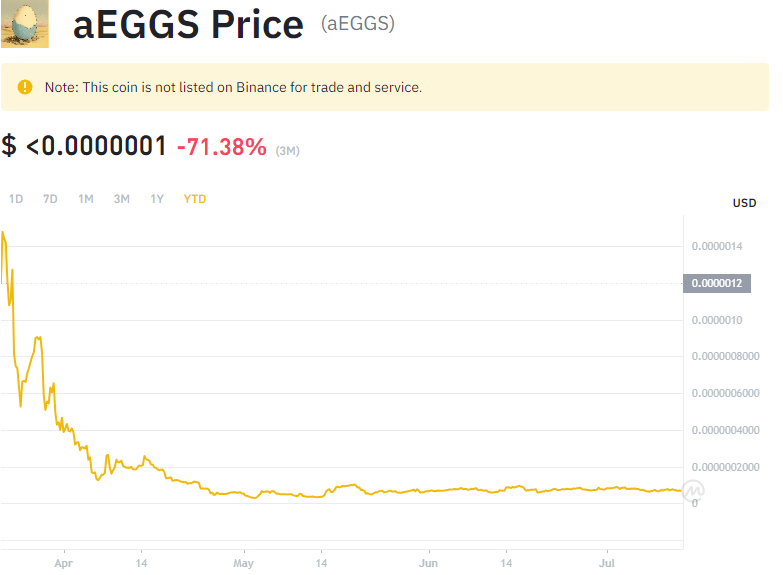 aEGGS Price (aEGGS)
Note: This coin is not listed on Binance for trade and service.
$ <0.0000001 -71.38% (3M)
1D 7D 1M 3M 1Y YTD
USD
0.0000014
0.0000012
0.0000010
0.0000008000
0.0000006000
0.0000004000
0.0000002000
0
Apr 14 May 14 Jun 14 Jul